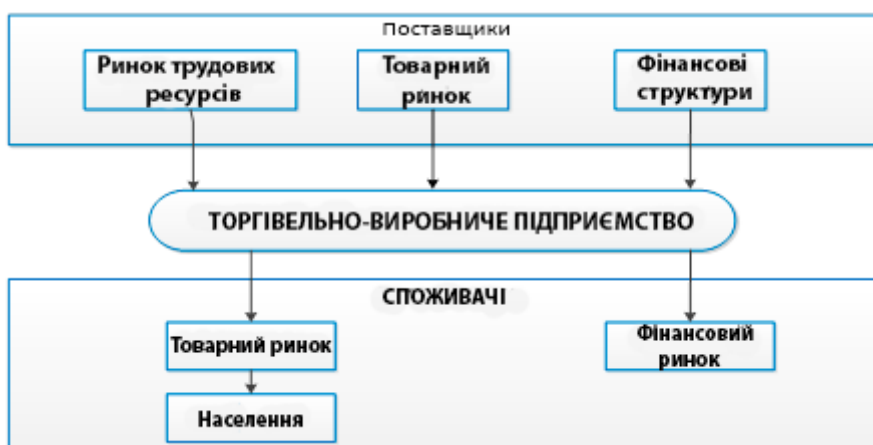 Поставщики
Ринок трудових
ресурсів
Товарний
ринок
Фінансові
структури
ТОРГІВЕЛЬНО-ВИРОБНИЧЕ ПІДПРИЄМСТВО
СПОЖИВАЧІ
Товарний ринок
Фінансовий
ринок
Населення